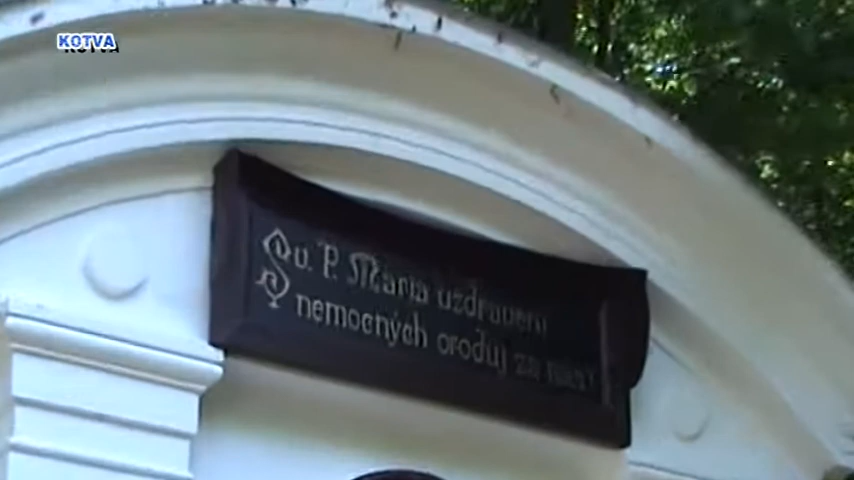 KOTVA
Sv. P. Maria uzdravení
nemocných oroduj za nás!